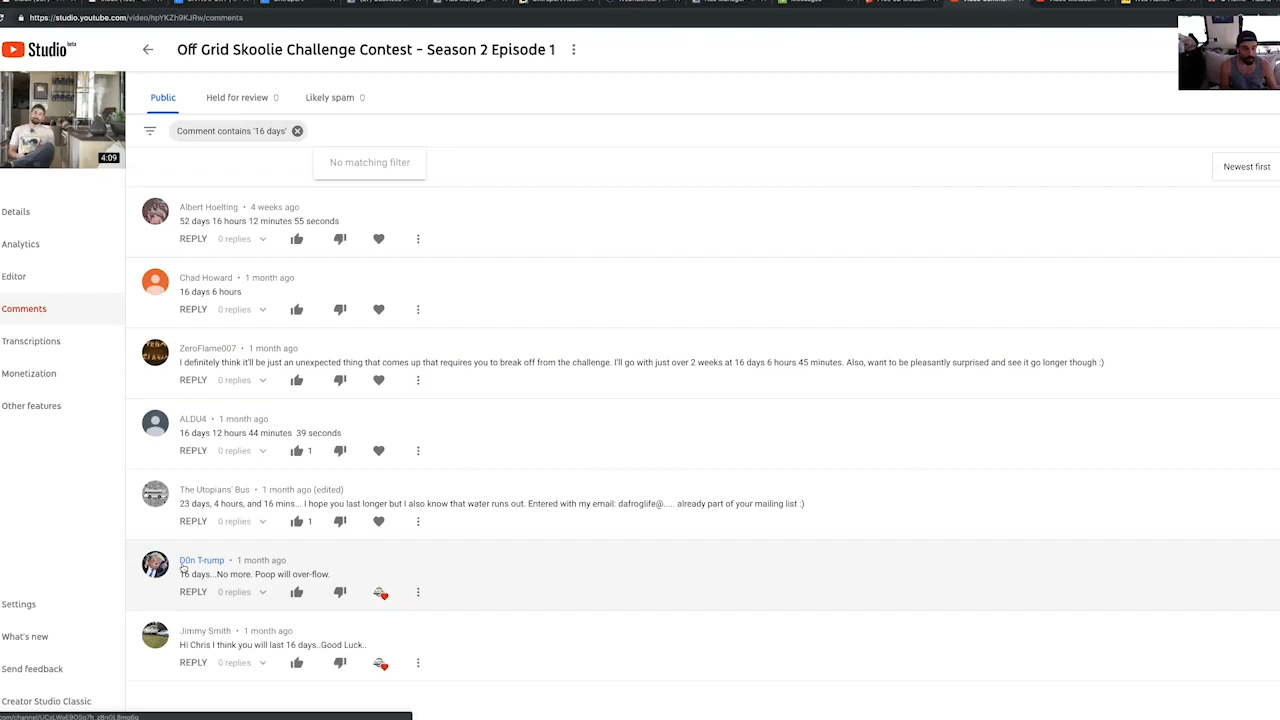 https://studio.youtube.com/video/hpYKZh9KJRw/comments
Studio beta
Off Grid Skoolie Challenge Contest - Season 2 Episode 1
Public
Held for review 0
Likely spam 0
Comment contains '16 days'
4:09
No matching filter
Newest first
Details
Analytics
Editor
Comments
Transcriptions
Monetization
Other features
Settings
What's new
Send feedback
Creator Studio Classic
Albert Hoelting • 4 weeks ago
52 days 16 hours 12 minutes 55 seconds
REPLY 0 replies
Chad Howard • 1 month ago
16 days 6 hours
REPLY 0 replies
ZeroFlame007 • 1 month ago
I definitely think it'll be just an unexpected thing that comes up that requires you to break off from the challenge. I'll go with just over 2 weeks at 16 days 6 hours 45 minutes. Also, want to be pleasantly surprised and see it go longer though :)
REPLY 0 replies
ALDU4 • 1 month ago
16 days 12 hours 44 minutes 39 seconds
REPLY 0 replies 1
The Utopians' Bus • 1 month ago (edited)
23 days, 4 hours, and 16 mins... I hope you last longer but I also know that water runs out. Entered with my email: dafroglife@..... already part of your mailing list :)
REPLY 0 replies 1
D0n T-rump • 1 month ago
16 days...No more. Poop will over-flow.
REPLY 0 replies
Jimmy Smith • 1 month ago
Hi Chris I think you will last 16 days..Good Luck..
REPLY 0 replies